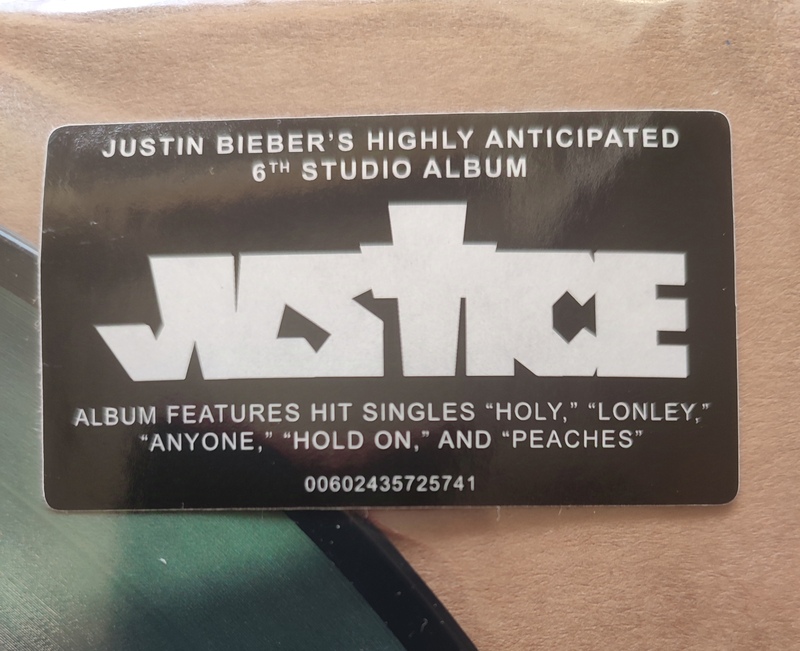 JUSTIN BIEBER'S HIGHLY ANTICIPATED
6TH STUDIO ALBUM
JUSTICE
ALBUM FEATURES HIT SINGLES “HOLY,” “LONLEY,”
“ANYONE,” “HOLD ON,” AND “PEACHES”
00602435725741